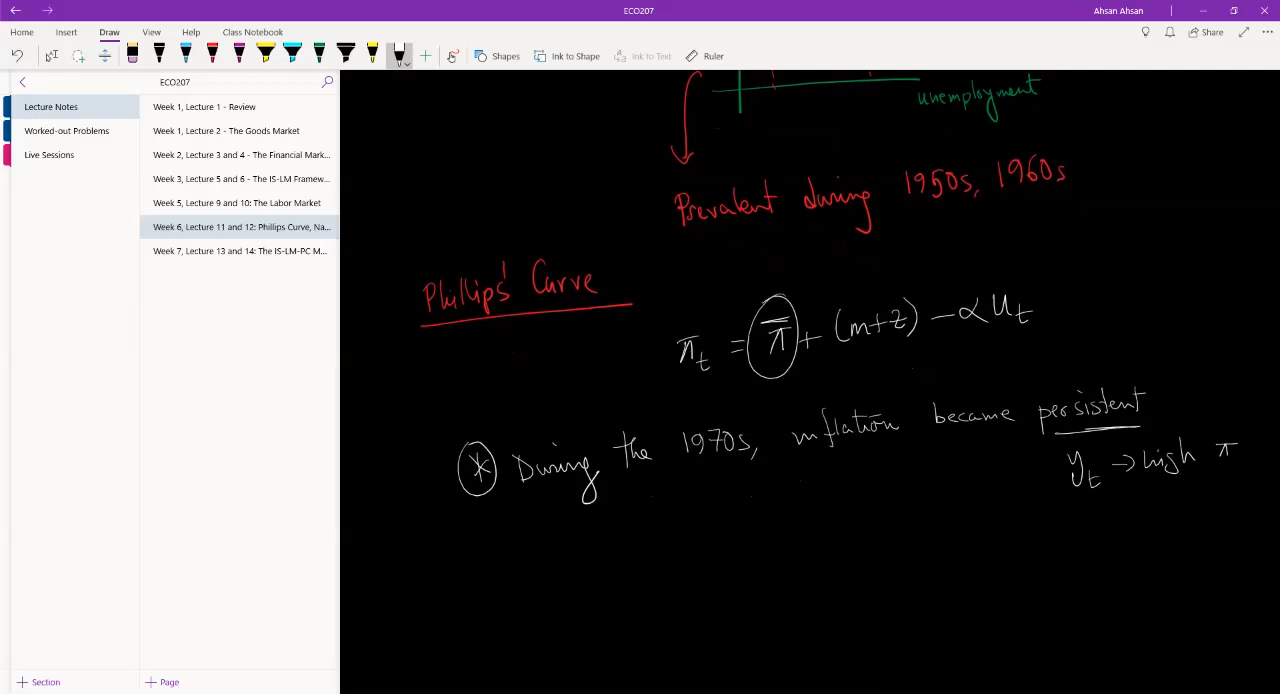 ECO207
Ahsan Ahsan
Home
Insert
Draw
View
Help
Class Notebook
Share
Shapes
Ink to Shape
Ink to Text
Ruler
ECO207
Lecture Notes
Worked-out Problems
Live Sessions
Week 1, Lecture 1 - Review
Week 1, Lecture 2 - The Goods Market
Week 2, Lecture 3 and 4 - The Financial Mark...
Week 3, Lecture 5 and 6 - The IS-LM Framew...
Week 5, Lecture 9 and 10: The Labor Market
Week 6, Lecture 11 and 12: Phillips Curve, Na...
Week 7, Lecture 13 and 14: The IS-LM-PC M...
Section
Page
unemployment
Prevalent during 1950s, 1960s
Phillips' Curve
π_t = π̅ + (m+z) - αu_t
* During the 1970s, inflation became persistent
y_t → high π